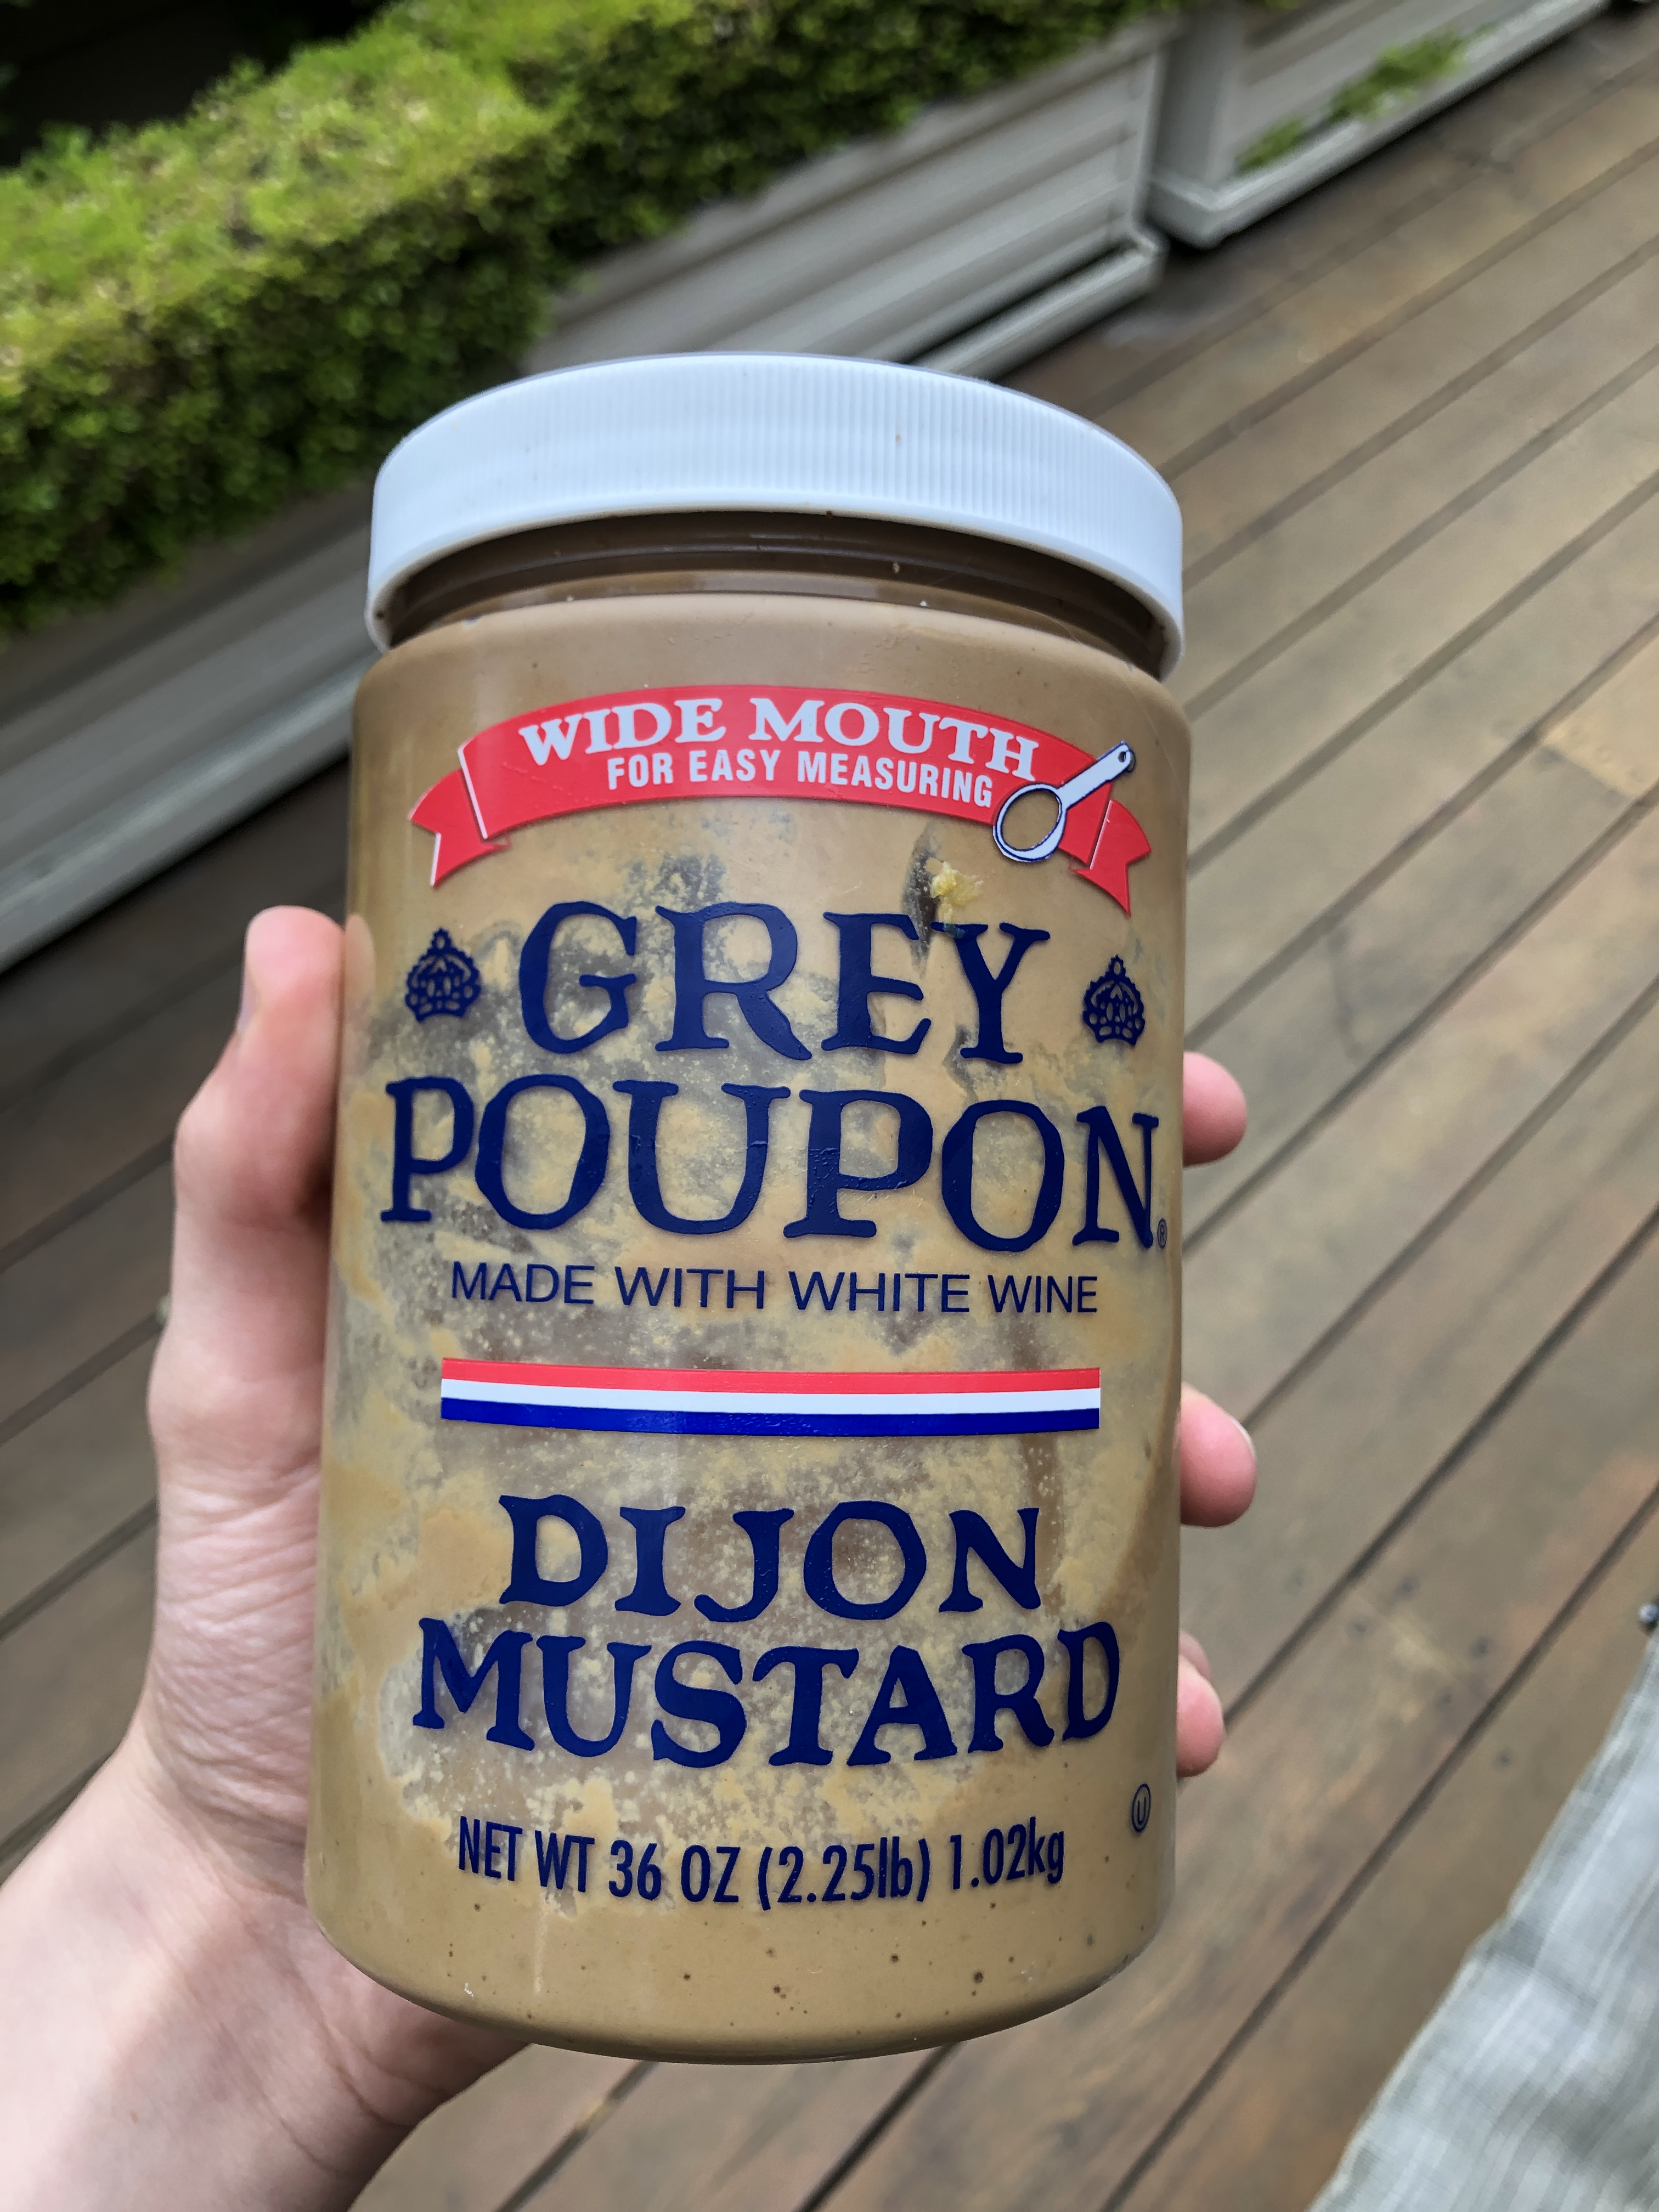 WIDE MOUTH
FOR EASY MEASURING
GREY
POUPON®
MADE WITH WHITE WINE
DIJON
MUSTARD
U
NET WT 36 OZ (2.25lb) 1.02kg